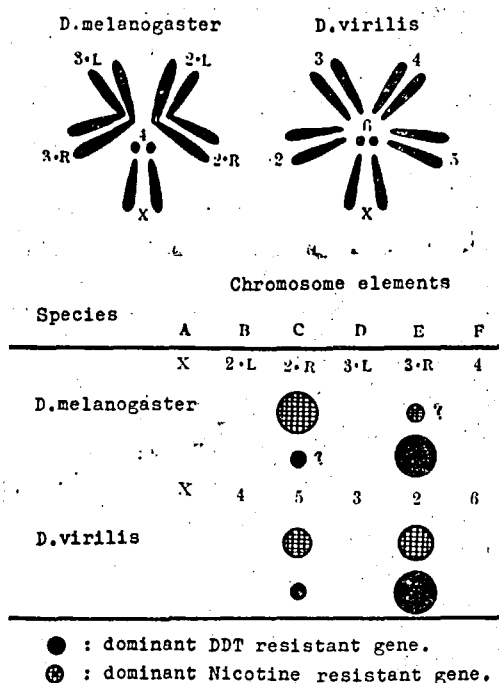 D.melanogaster D.virilis
3·L 2·L 3 4
4 6
3·R 2·R 2 5
X X
Chromosome elements
Species
A B C D E F
X 2·L 2·R 3·L 3·R 4
D.melanogaster ?
?
X 4 5 3 2 6
D.virilis
: dominant DDT resistant gene.
: dominant Nicotine resistant gene.